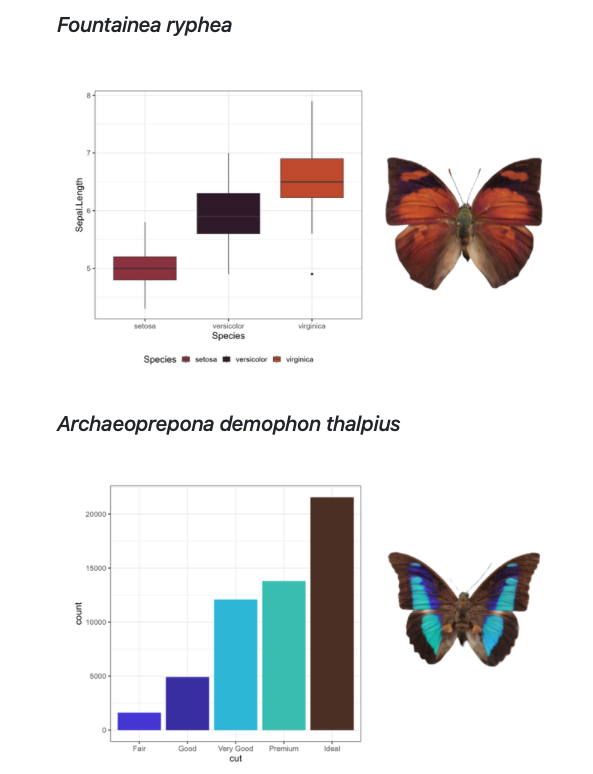 Fountainea ryphea
8
7
6
5
Sepal.Length
setosa versicolor virginica
Species
Species setosa versicolor virginica
Archaeoprepona demophon thalpius
20000
15000
10000
5000
0
count
Fair Good Very Good Premium Ideal
cut